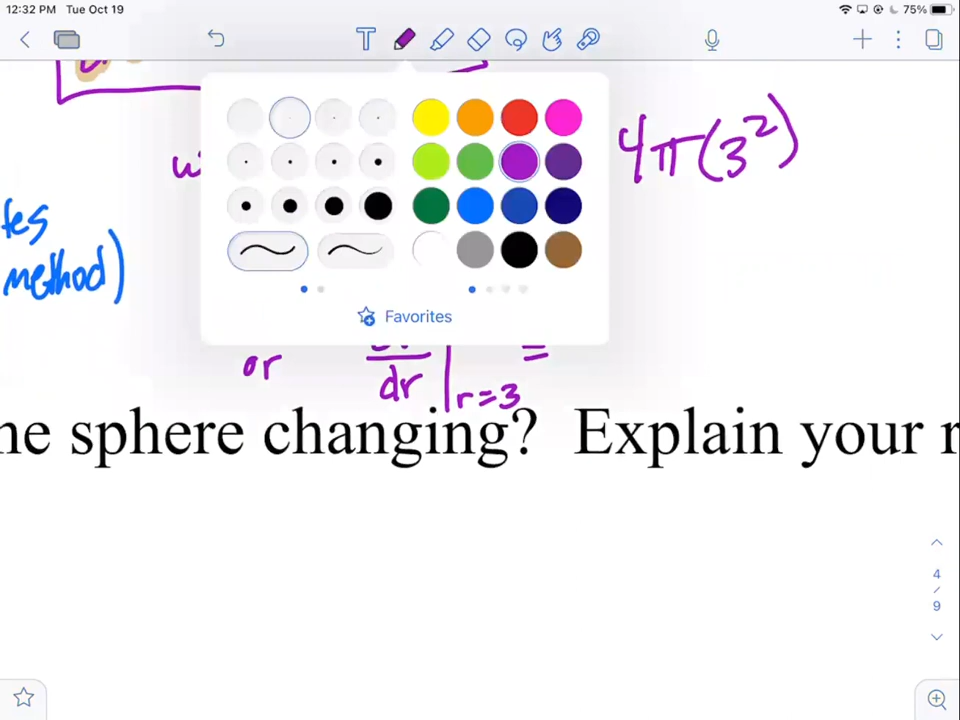 12:32 PM Tue Oct 19
75%
T
4π(3²)
tes
method)
Favorites
or
dr | r=3 =
ne sphere changing? Explain your r
4
/
9